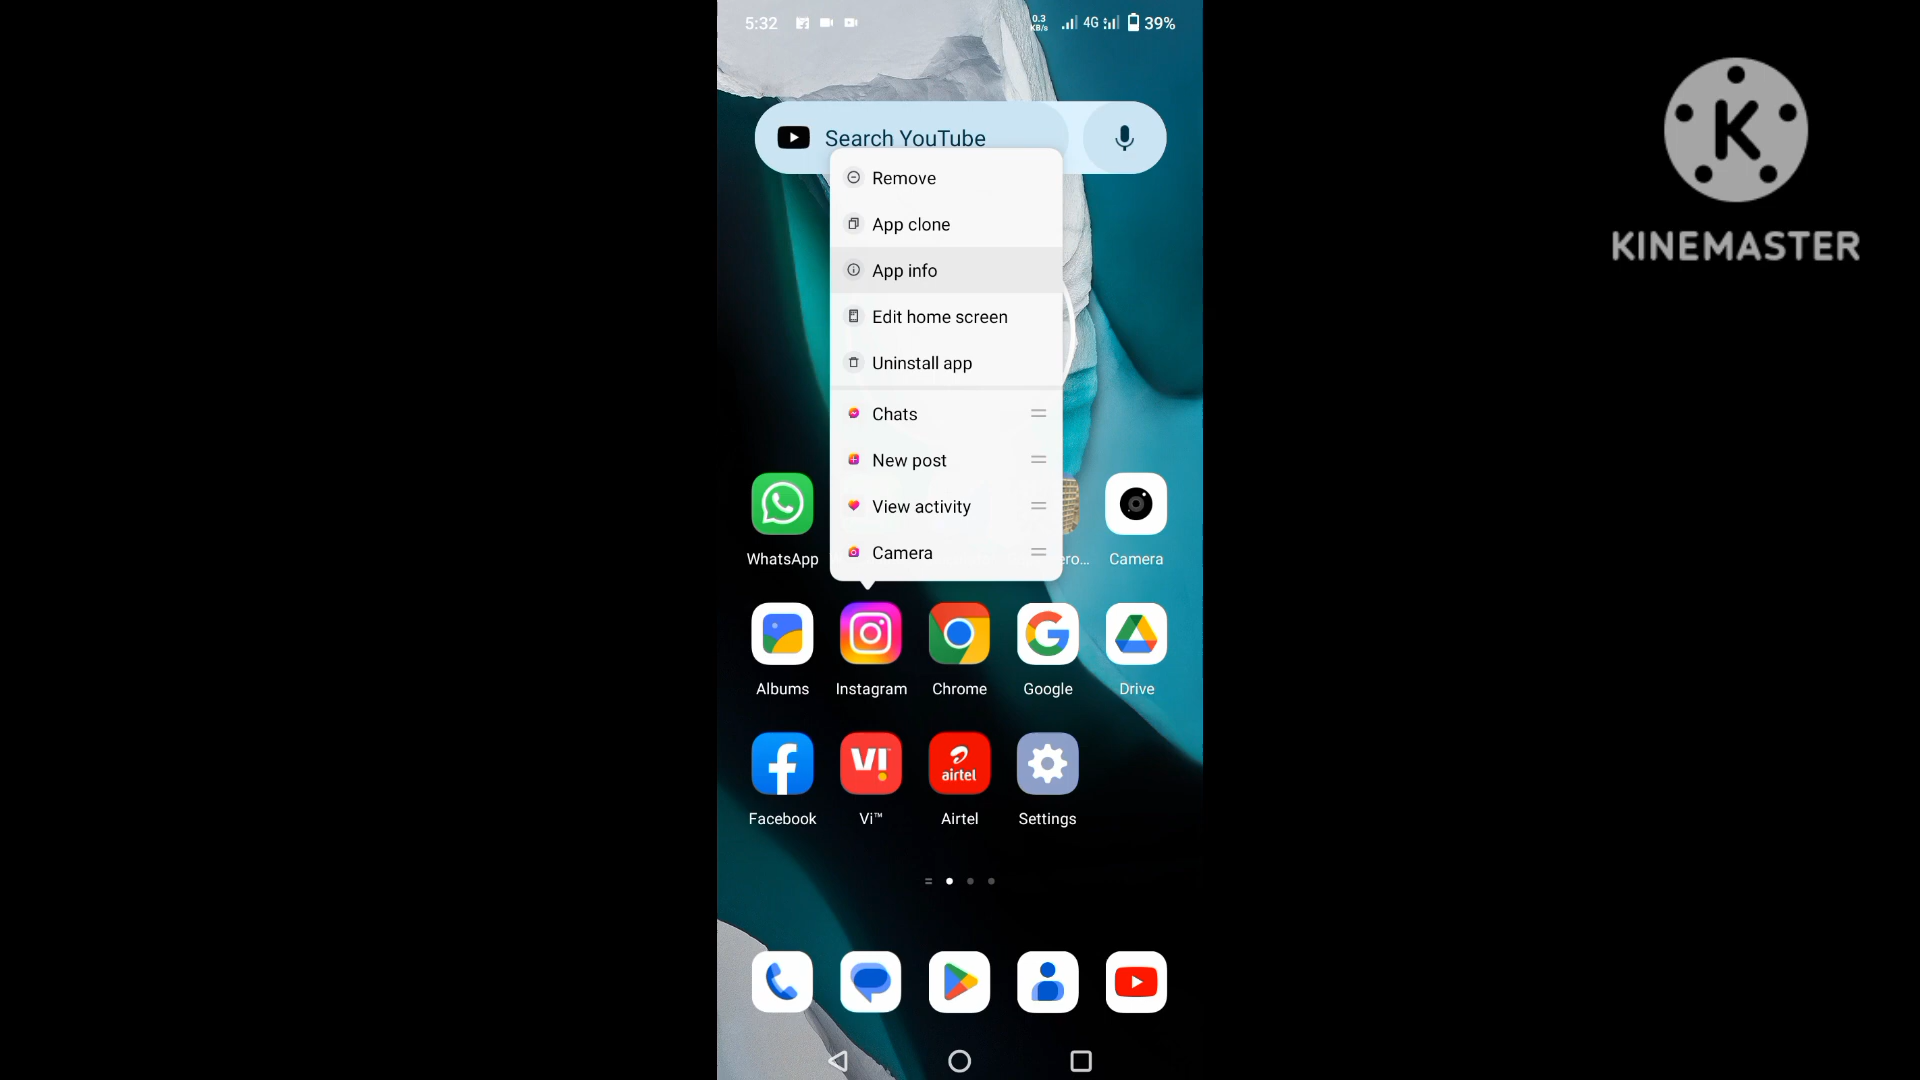 5:32
0.3
KB/s
4G
39%
Search YouTube
Remove
App clone
App info
Edit home screen
Uninstall app
Chats
New post
View activity
Camera
WhatsApp
ero...
Camera
Albums
Instagram
Chrome
Google
Drive
VI
airtel
Facebook
Vi™
Airtel
Settings
K
KINEMASTER